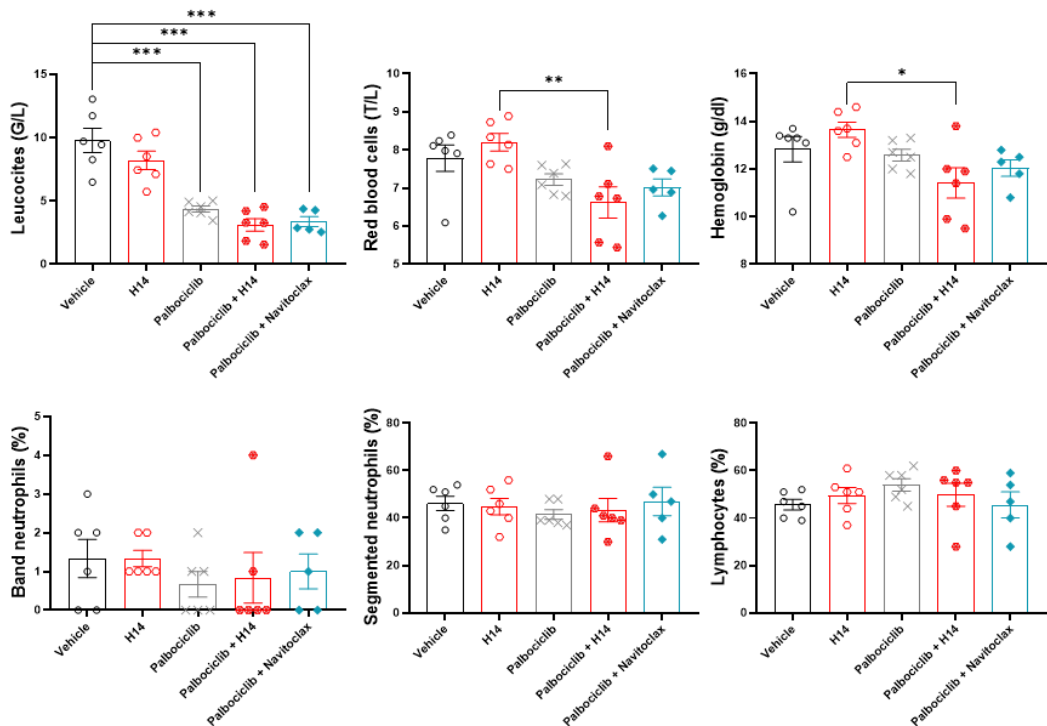 ***
***
***
Leucocites (G/L)
15
10
5
0
Vehicle
H14
Palbociclib
Palbociclib + H14
Palbociclib + Navitoclax
**
Red blood cells (T/L)
10
9
8
7
6
5
Vehicle
H14
Palbociclib
Palbociclib + H14
Palbociclib + Navitoclax
*
Hemoglobin (g/dl)
16
14
12
10
8
Vehicle
H14
Palbociclib
Palbociclib + H14
Palbociclib + Navitoclax
Band neutrophils (%)
5
4
3
2
1
0
Vehicle
H14
Palbociclib
Palbociclib + H14
Palbociclib + Navitoclax
Segmented neutrophils (%)
80
60
40
20
0
Vehicle
H14
Palbociclib
Palbociclib + H14
Palbociclib + Navitoclax
Lymphocytes (%)
80
60
40
20
0
Vehicle
H14
Palbociclib
Palbociclib + H14
Palbociclib + Navitoclax